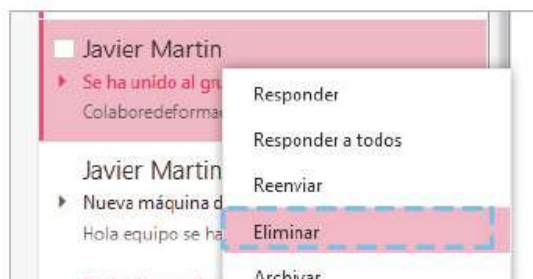 Javier Martin
Se ha unido al gru
Colaboredeforma
Javier Martin
Nueva máquina d
Hola equipo se ha
Responder
Responder a todos
Reenviar
Eliminar
Archivar